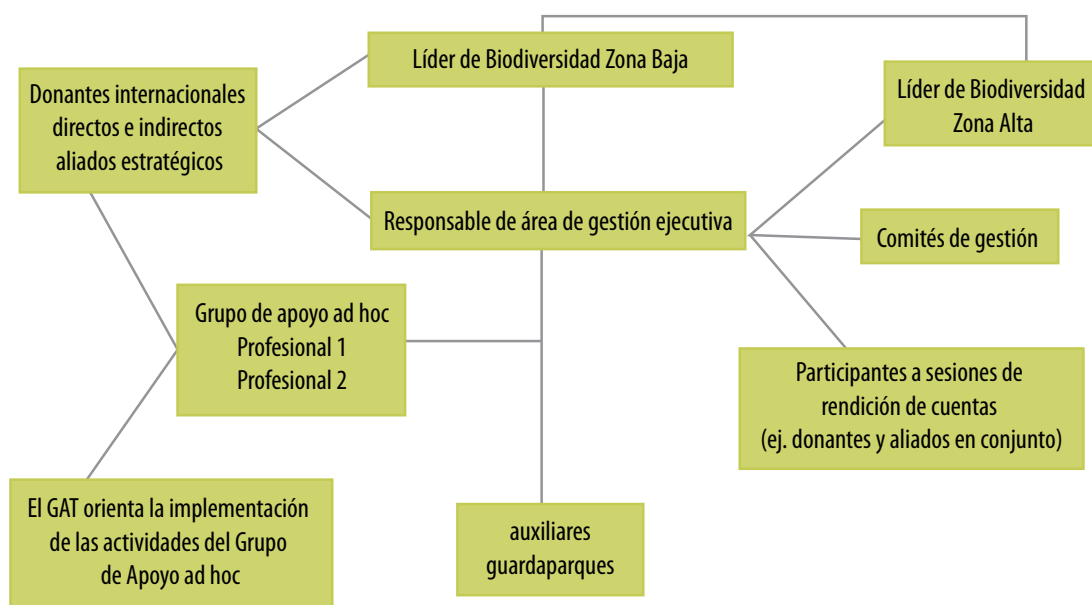 Líder de Biodiversidad Zona Baja
Donantes internacionales
directos e indirectos
aliados estratégicos
Líder de Biodiversidad
Zona Alta
Responsable de área de gestión ejecutiva
Comités de gestión
Grupo de apoyo ad hoc
Profesional 1
Profesional 2
Participantes a sesiones de
rendición de cuentas
(ej. donantes y aliados en conjunto)
El GAT orienta la implementación
de las actividades del Grupo
de Apoyo ad hoc
auxiliares
guardaparques